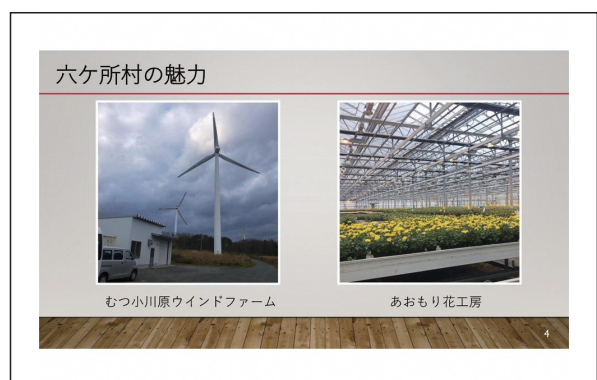 六ケ所村の魅力
むつ小川原ウインドファーム
あおもり花工房
4